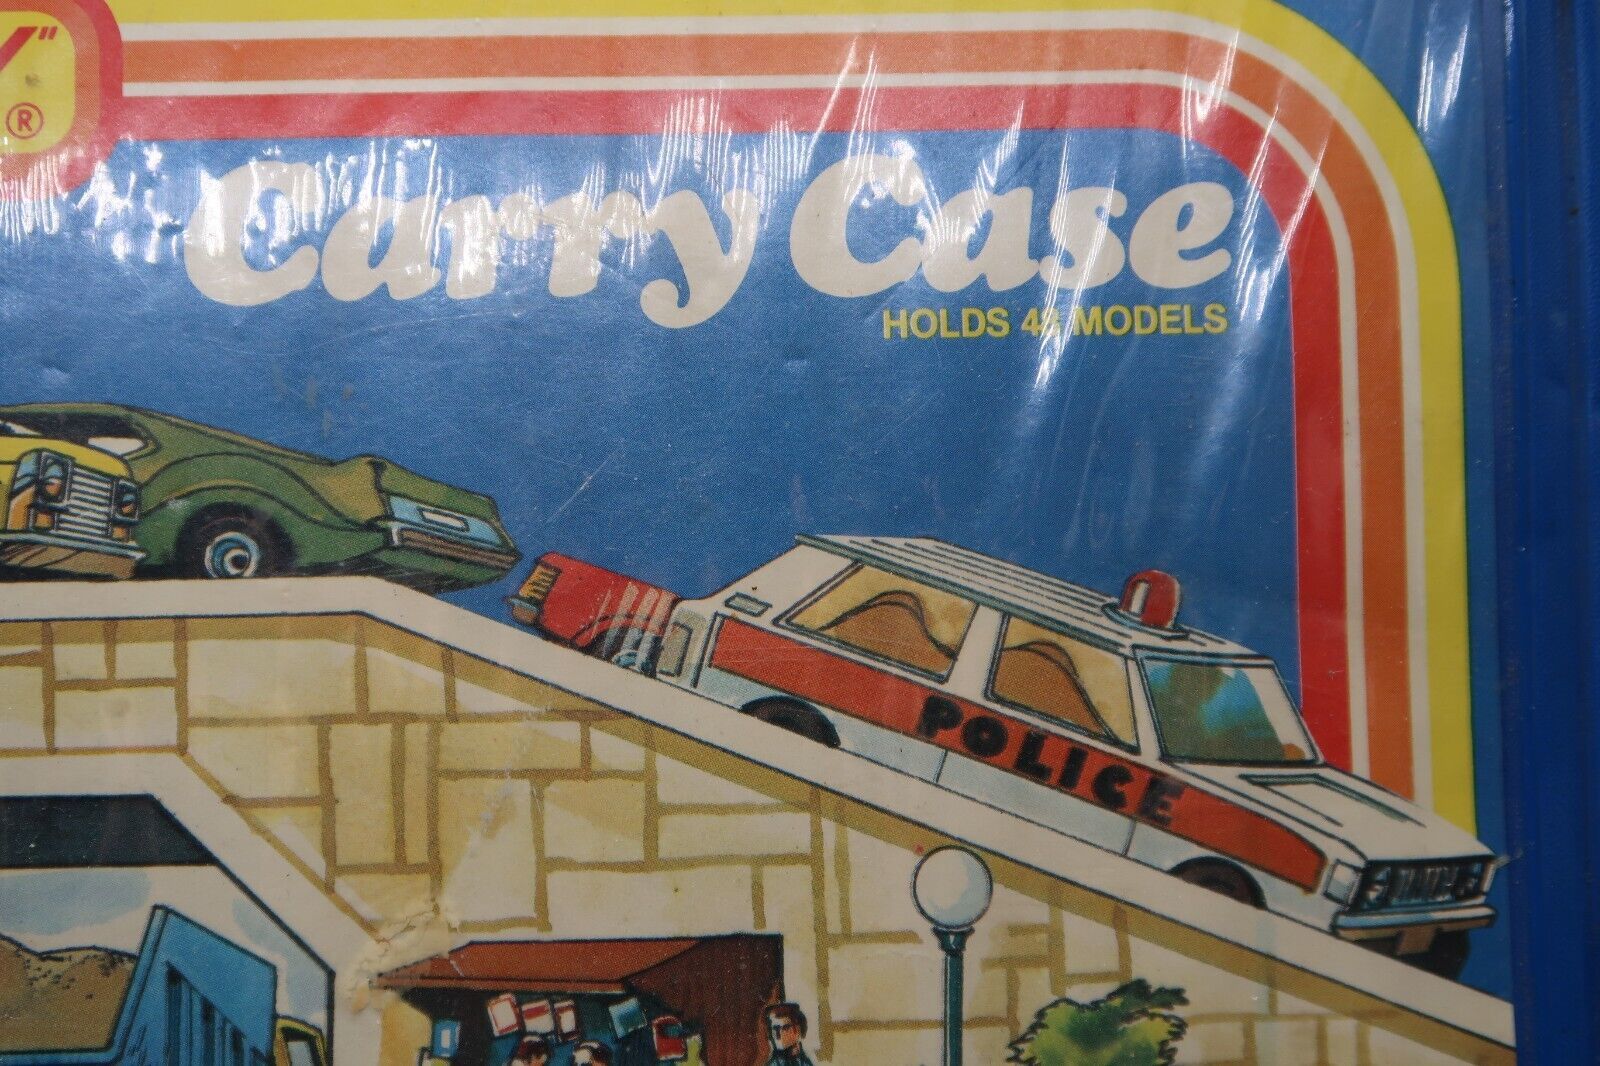 Y"
®
Carry Case
HOLDS 48 MODELS
POLICE